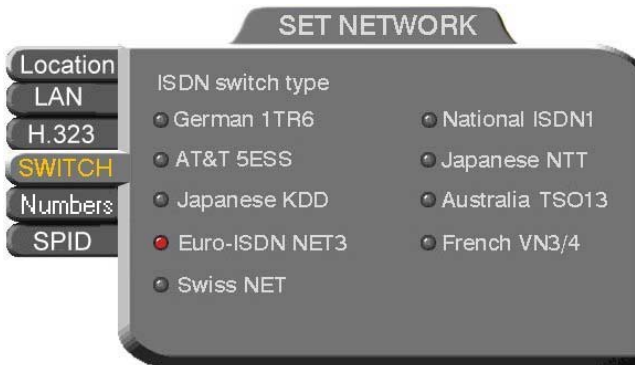 SET NETWORK
Location
LAN
H.323
SWITCH
Numbers
SPID
ISDN switch type
German 1TR6
AT&T 5ESS
Japanese KDD
Euro-ISDN NET3
Swiss NET
National ISDN1
Japanese NTT
Australia TSO13
French VN3/4